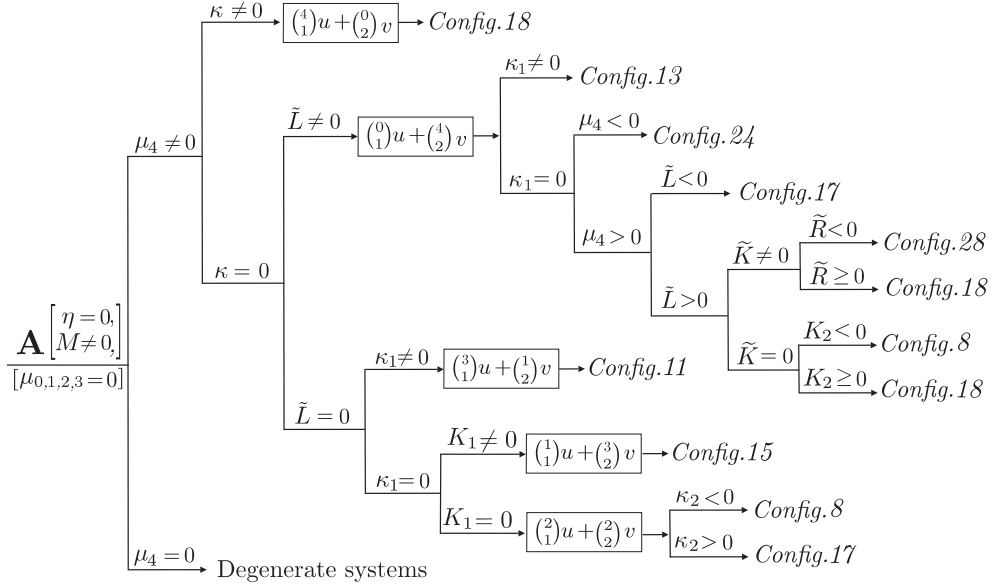 κ ≠ 0
(4 1)u + (0 2)v
Config.18
κ₁ ≠ 0
Config.13
μ₄ ≠ 0
L̃ ≠ 0
(0 1)u + (4 2)v
μ₄ < 0
Config.24
κ₁ = 0
L̃ < 0
Config.17
μ₄ > 0
R̃ < 0
Config.28
K̃ ≠ 0
κ = 0
R̃ ≥ 0
Config.18
L̃ > 0
A [η = 0, M ≠ 0,]
[μ₀,₁,₂,₃ = 0]
K₂ < 0
Config.8
K̃ = 0
κ₁ ≠ 0
(3 1)u + (1 2)v
Config.11
K₂ ≥ 0
Config.18
L̃ = 0
K₁ ≠ 0
(1 1)u + (3 2)v
Config.15
κ₁ = 0
κ₂ < 0
Config.8
K₁ = 0
(2 1)u + (2 2)v
κ₂ > 0
Config.17
μ₄ = 0
Degenerate systems